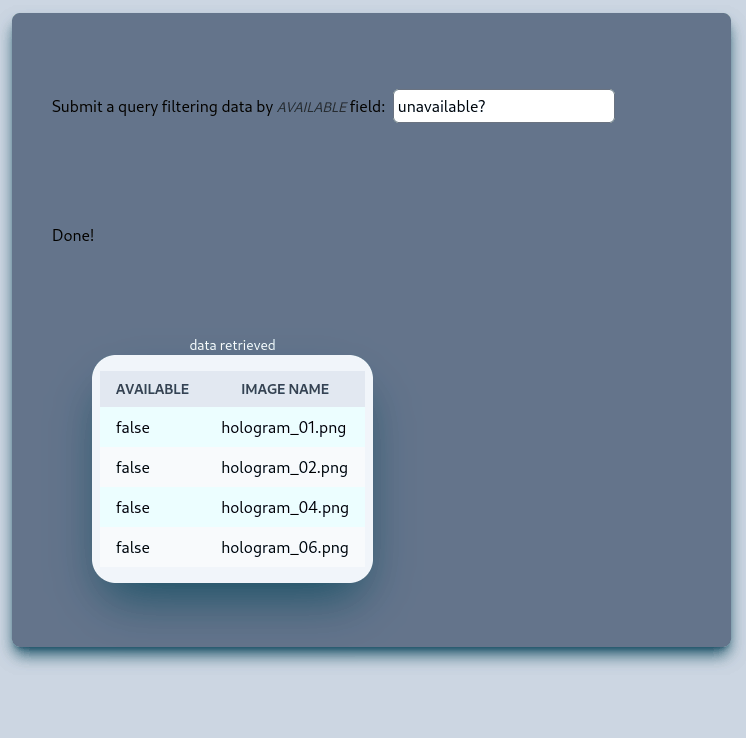 Submit a query filtering data by AVAILABLE field: unavailable?
Done!
data retrieved
AVAILABLE IMAGE NAME
false hologram_01.png
false hologram_02.png
false hologram_04.png
false hologram_06.png